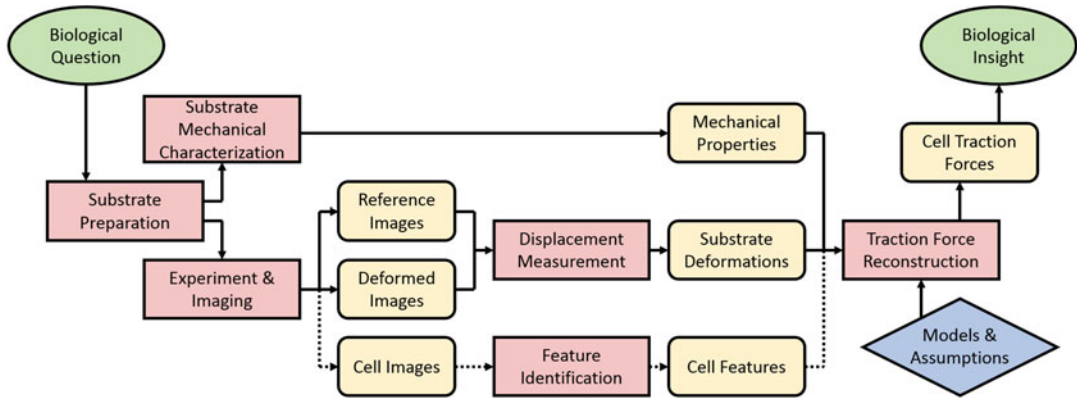 Biological
Question
Substrate
Mechanical
Characterization
Substrate
Preparation
Experiment &
Imaging
Reference
Images
Deformed
Images
Cell Images
Displacement
Measurement
Feature
Identification
Mechanical
Properties
Substrate
Deformations
Cell Features
Traction Force
Reconstruction
Models &
Assumptions
Cell Traction
Forces
Biological
Insight